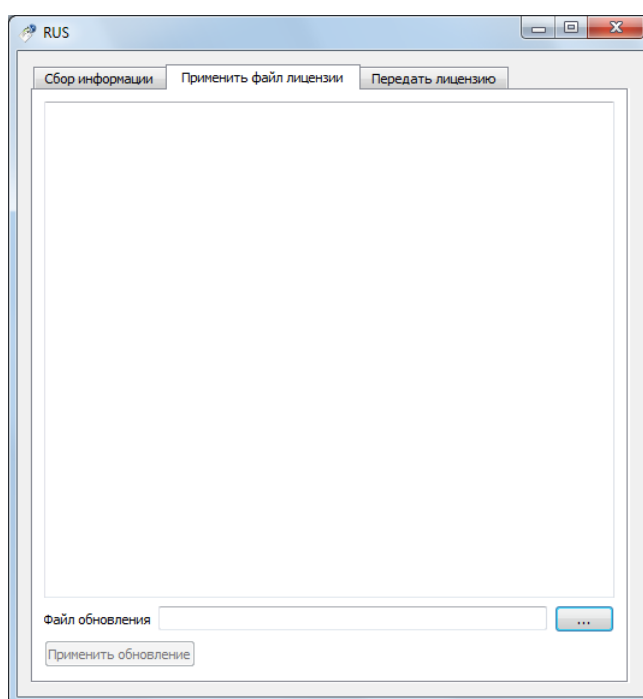 RUS
Сбор информации Применить файл лицензии Передать лицензию
Файл обновления ...
Применить обновление